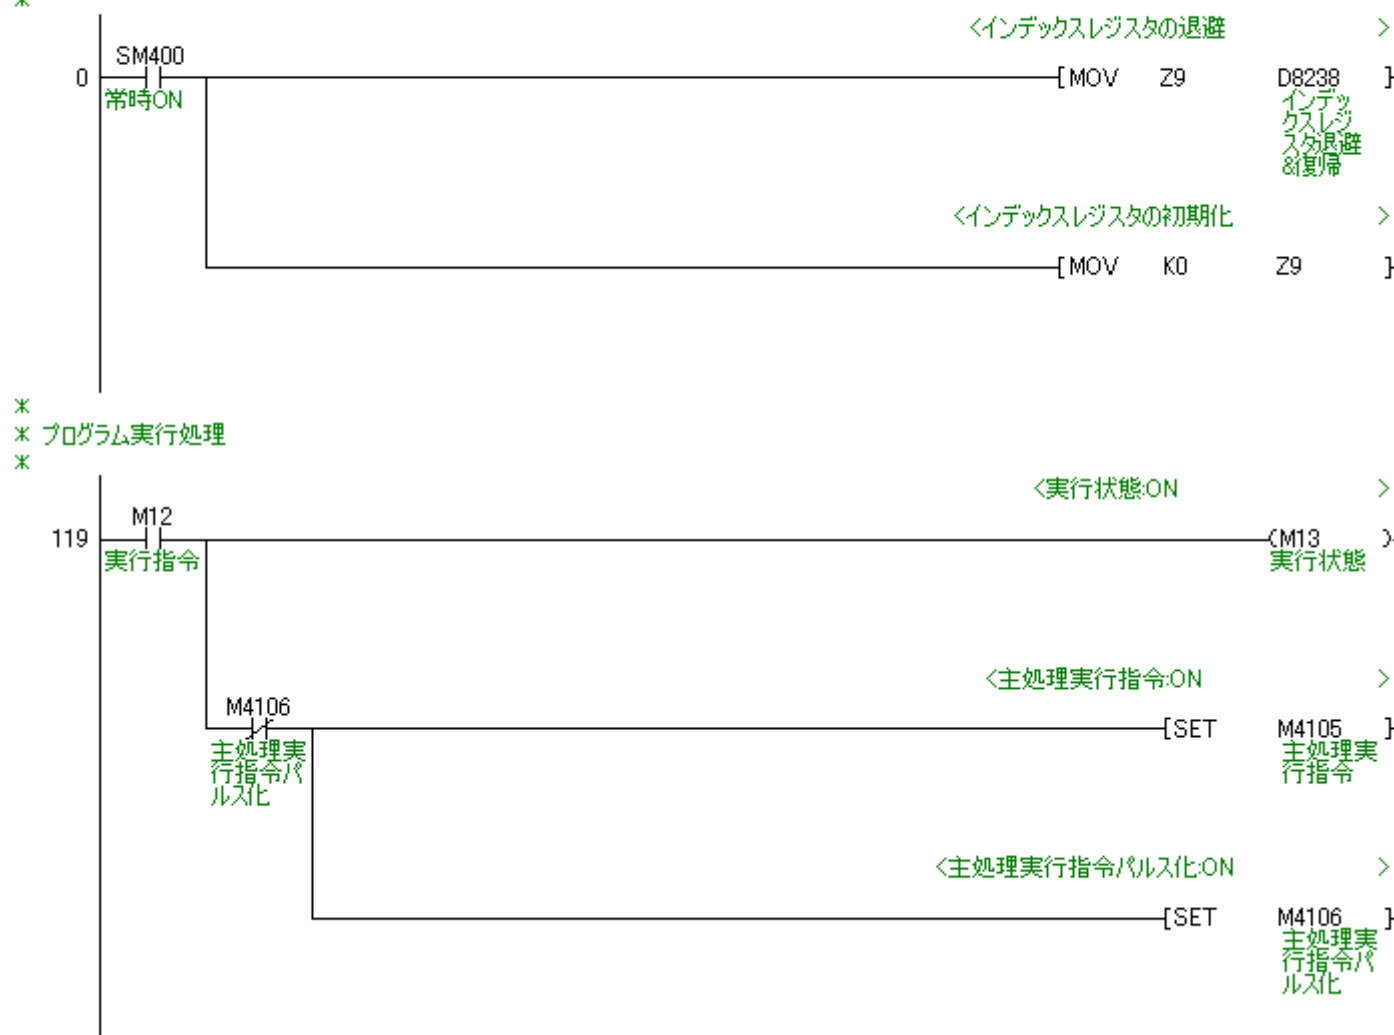 *
<インデックスレジスタの退避 >
SM400
0 [MOV Z9 D8238 ]
常時ON
インデッ
クスレジ
スタ退避
&復帰
<インデックスレジスタの初期化 >
[MOV K0 Z9 ]
*
* プログラム実行処理
*
<実行状態:ON >
M12
119 (M13 )
実行指令 実行状態
<主処理実行指令:ON >
M4106
[SET M4105 ]
主処理実
行指令パ
ルス化
主処理実
行指令
<主処理実行指令パルス化:ON >
[SET M4106 ]
主処理実
行指令パ
ルス化